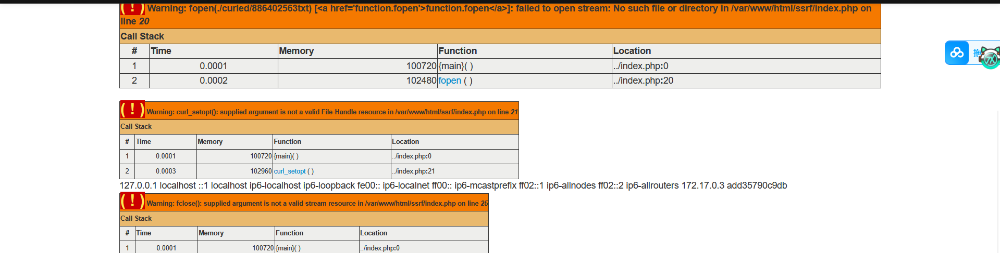 ( ! ) Warning: fopen(./curled/886402563txt) [<a href='function.fopen'>function.fopen</a>]: failed to open stream: No such file or directory in /var/www/html/ssrf/index.php on
line 20
Call Stack
# Time Memory Function Location
1 0.0001 100720 {main}( ) ../index.php:0
2 0.0002 102480 fopen ( ) ../index.php:20
拖
( ! ) Warning: curl_setopt(): supplied argument is not a valid File-Handle resource in /var/www/html/ssrf/index.php on line 21
Call Stack
# Time Memory Function Location
1 0.0001 100720 {main}( ) ../index.php:0
2 0.0003 102960 curl_setopt ( ) ../index.php:21
127.0.0.1 localhost ::1 localhost ip6-localhost ip6-loopback fe00:: ip6-localnet ff00:: ip6-mcastprefix ff02::1 ip6-allnodes ff02::2 ip6-allrouters 172.17.0.3 add35790c9db
( ! ) Warning: fclose(): supplied argument is not a valid stream resource in /var/www/html/ssrf/index.php on line 25
Call Stack
# Time Memory Function Location
1 0.0001 100720 {main}( ) ../index.php:0